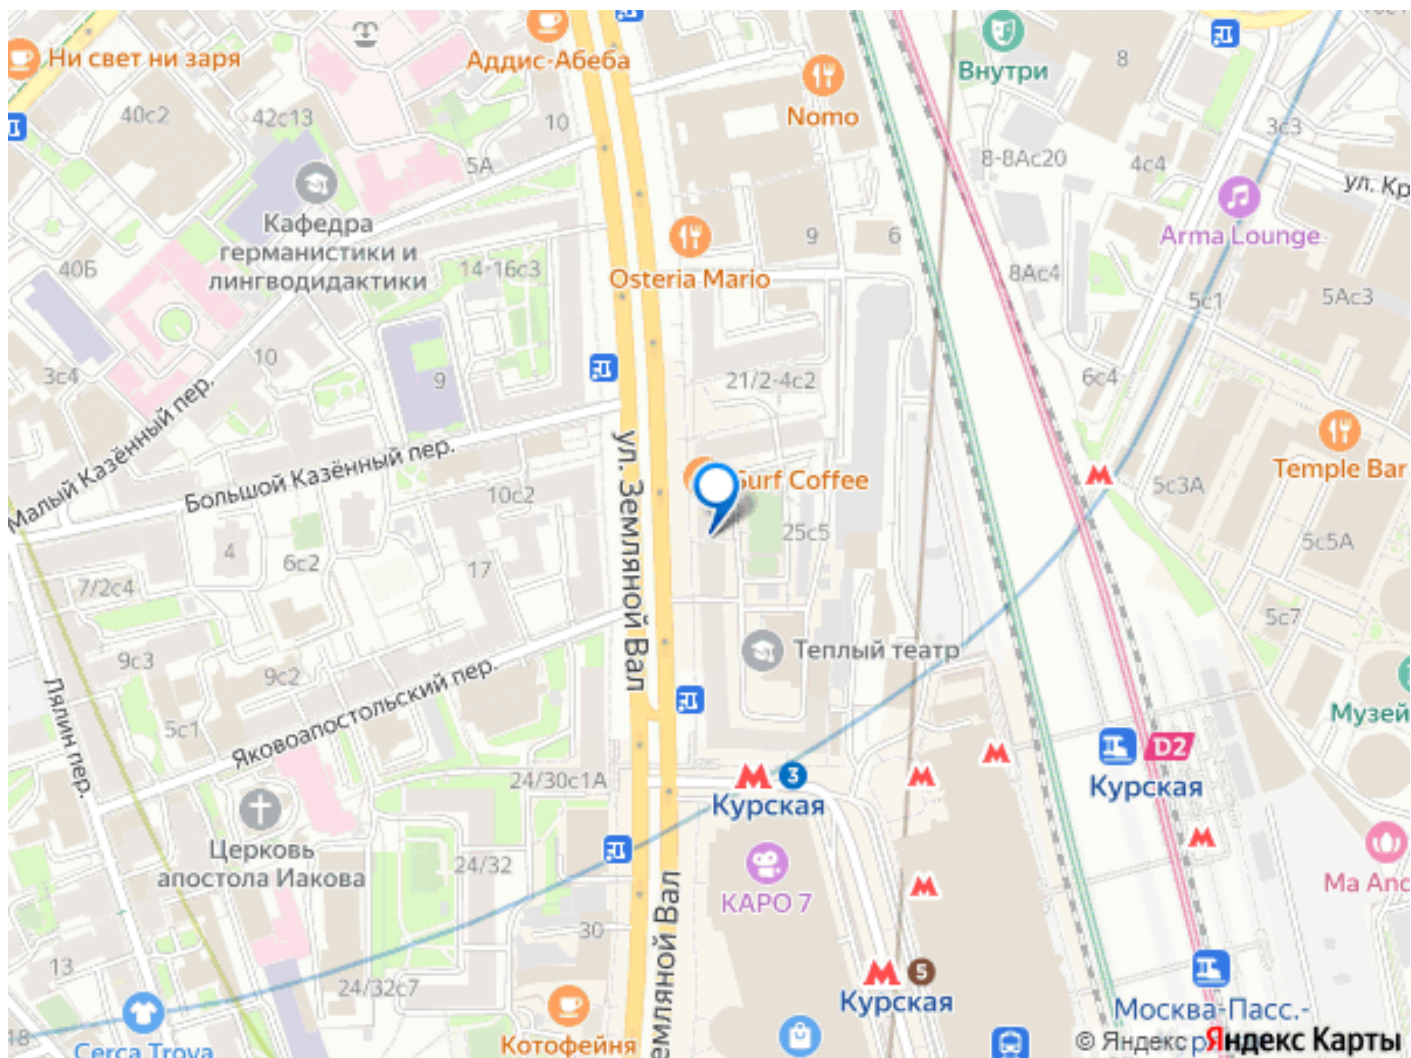 Ни свет ни заря
Аддис-Абеба
Внутри
8
40с2
42с13
10
Nomo
3с3
5А
8-8Ас20
4с4
ул. Кр
Кафедра
германистики и
лингводидактики
Arma Lounge
9
6
40Б
14-16с3
Osteria Mario
8Ас4
5с1
5Ас3
10
3с4
9
21/2-4с2
6с4
Малый Казённый пер.
Большой Казённый пер.
ул. Земляной Вал
Surf Coffee
Temple Bar
10с2
5с3А
25с5
5с5А
4
6с2
17
7/2с4
5с7
9с3
9с2
Теплый театр
Лялин пер.
5с1
Яковоапостольский пер.
Музей
D2
Курская
24/30с1А
3
Курская
Церковь
апостола Иакова
24/32
КАРО 7
Ma And
земляной Вал
30
13
24/32с7
5
Курская
Москва-Пасс.-
18
Cerca Trova
Котофейня
© Яндекс
Яндекс Карты